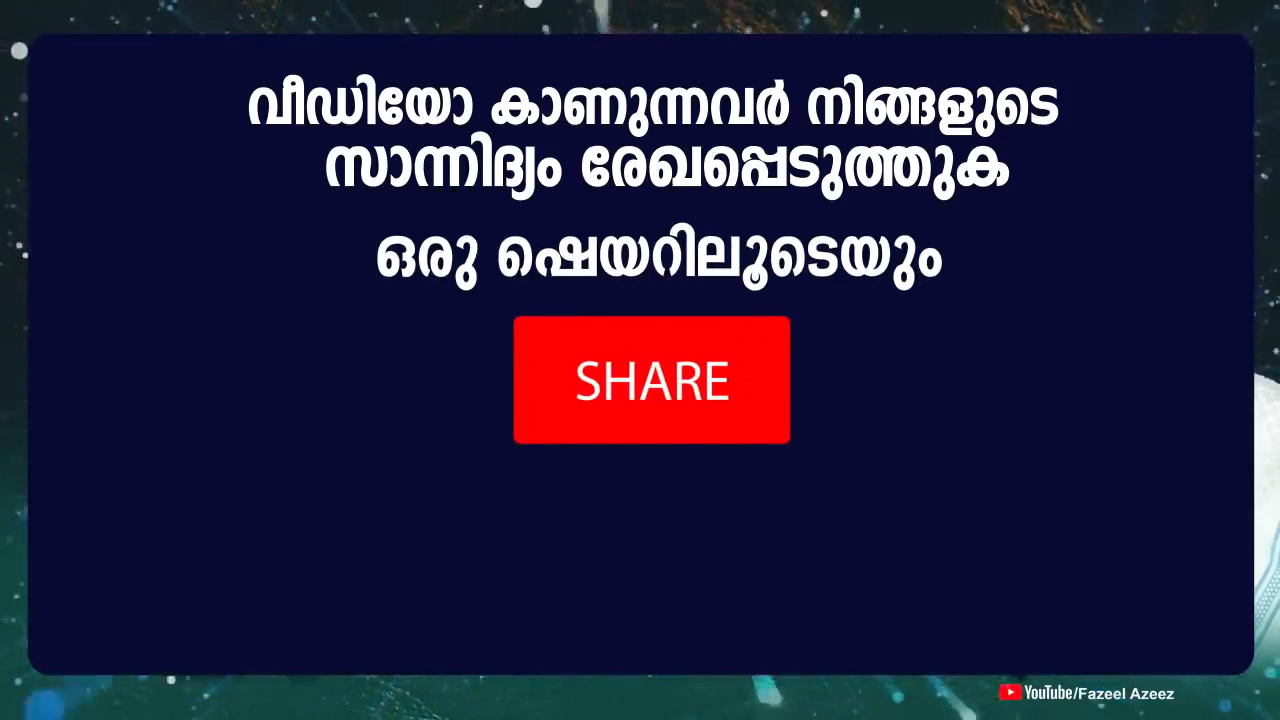 വീഡിയോ കാണുന്നവർ നിങ്ങളുടെ
സാന്നിദ്യം രേഖപ്പെടുത്തുക
ഒരു ഷെയറിലൂടെയും
SHARE
YouTube/Fazeel Azeez